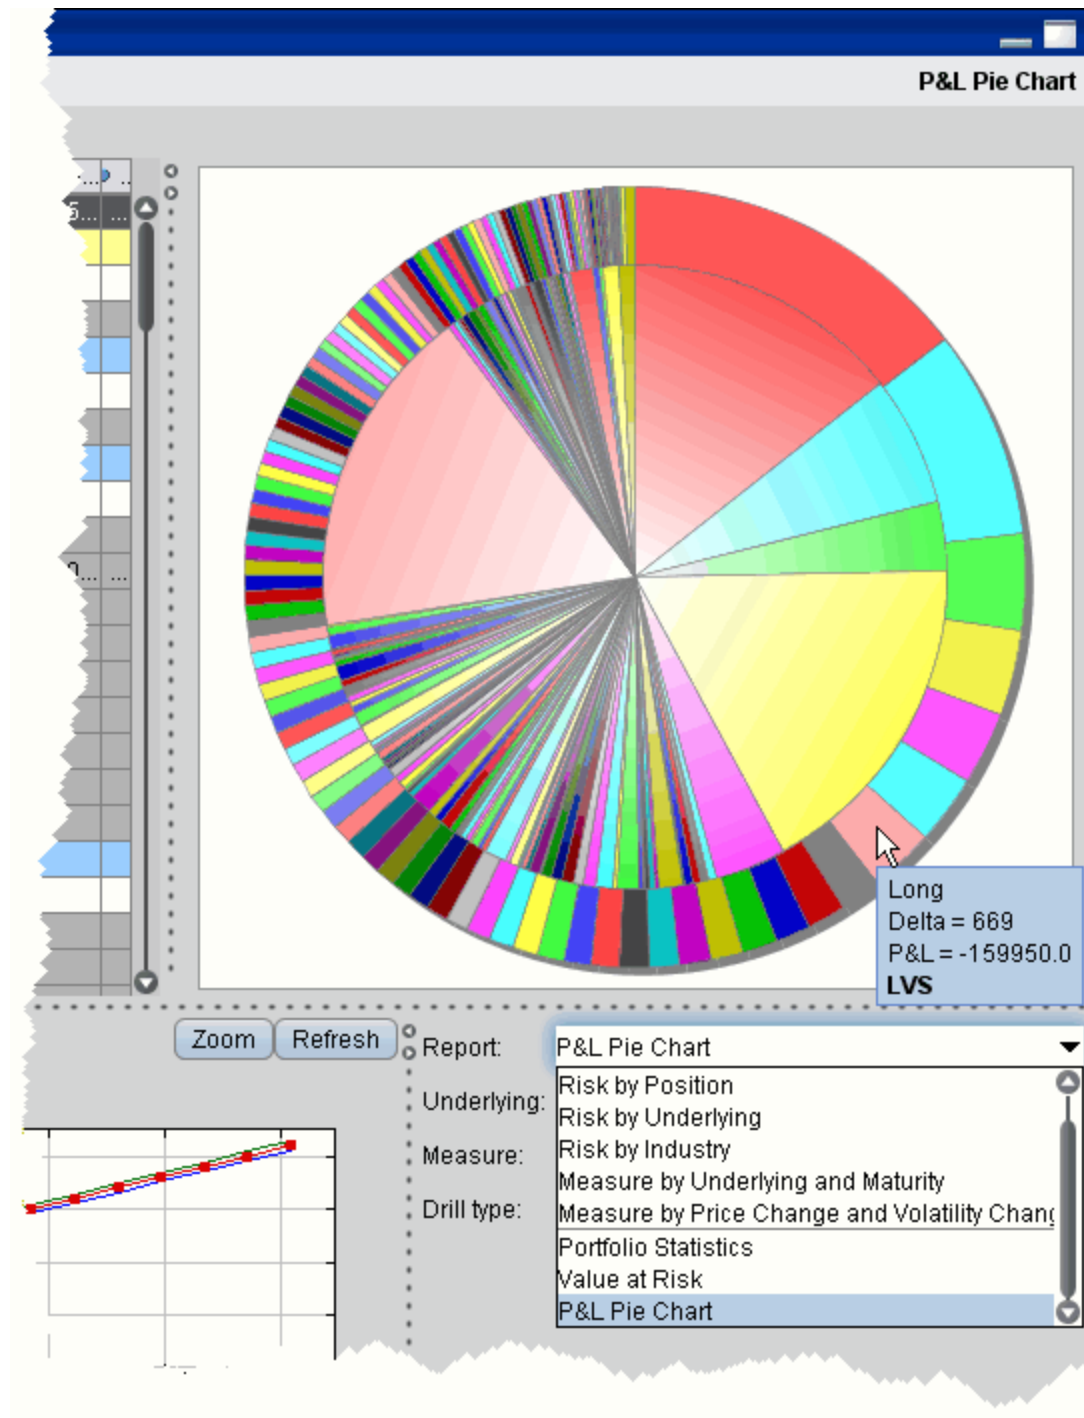 P&L Pie Chart
... ..
5... ...
0... ...
Long
Delta = 669
P&L = -159950.0
LVS
Zoom
Refresh
Report:
P&L Pie Chart
Risk by Position
Risk by Underlying
Underlying:
Risk by Industry
Measure:
Measure by Underlying and Maturity
Drill type:
Measure by Price Change and Volatility Chang
Portfolio Statistics
Value at Risk
P&L Pie Chart